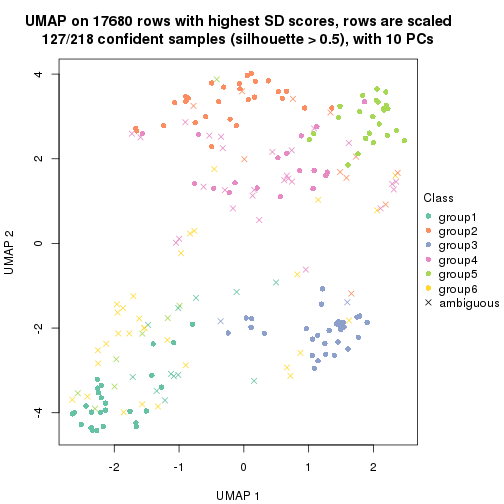 UMAP on 17680 rows with highest SD scores, rows are scaled
127/218 confident samples (silhouette > 0.5), with 10 PCs
4
2
0
-2
-4
UMAP 2
-2
-1
0
1
2
UMAP 1
Class
group1
group2
group3
group4
group5
group6
ambiguous